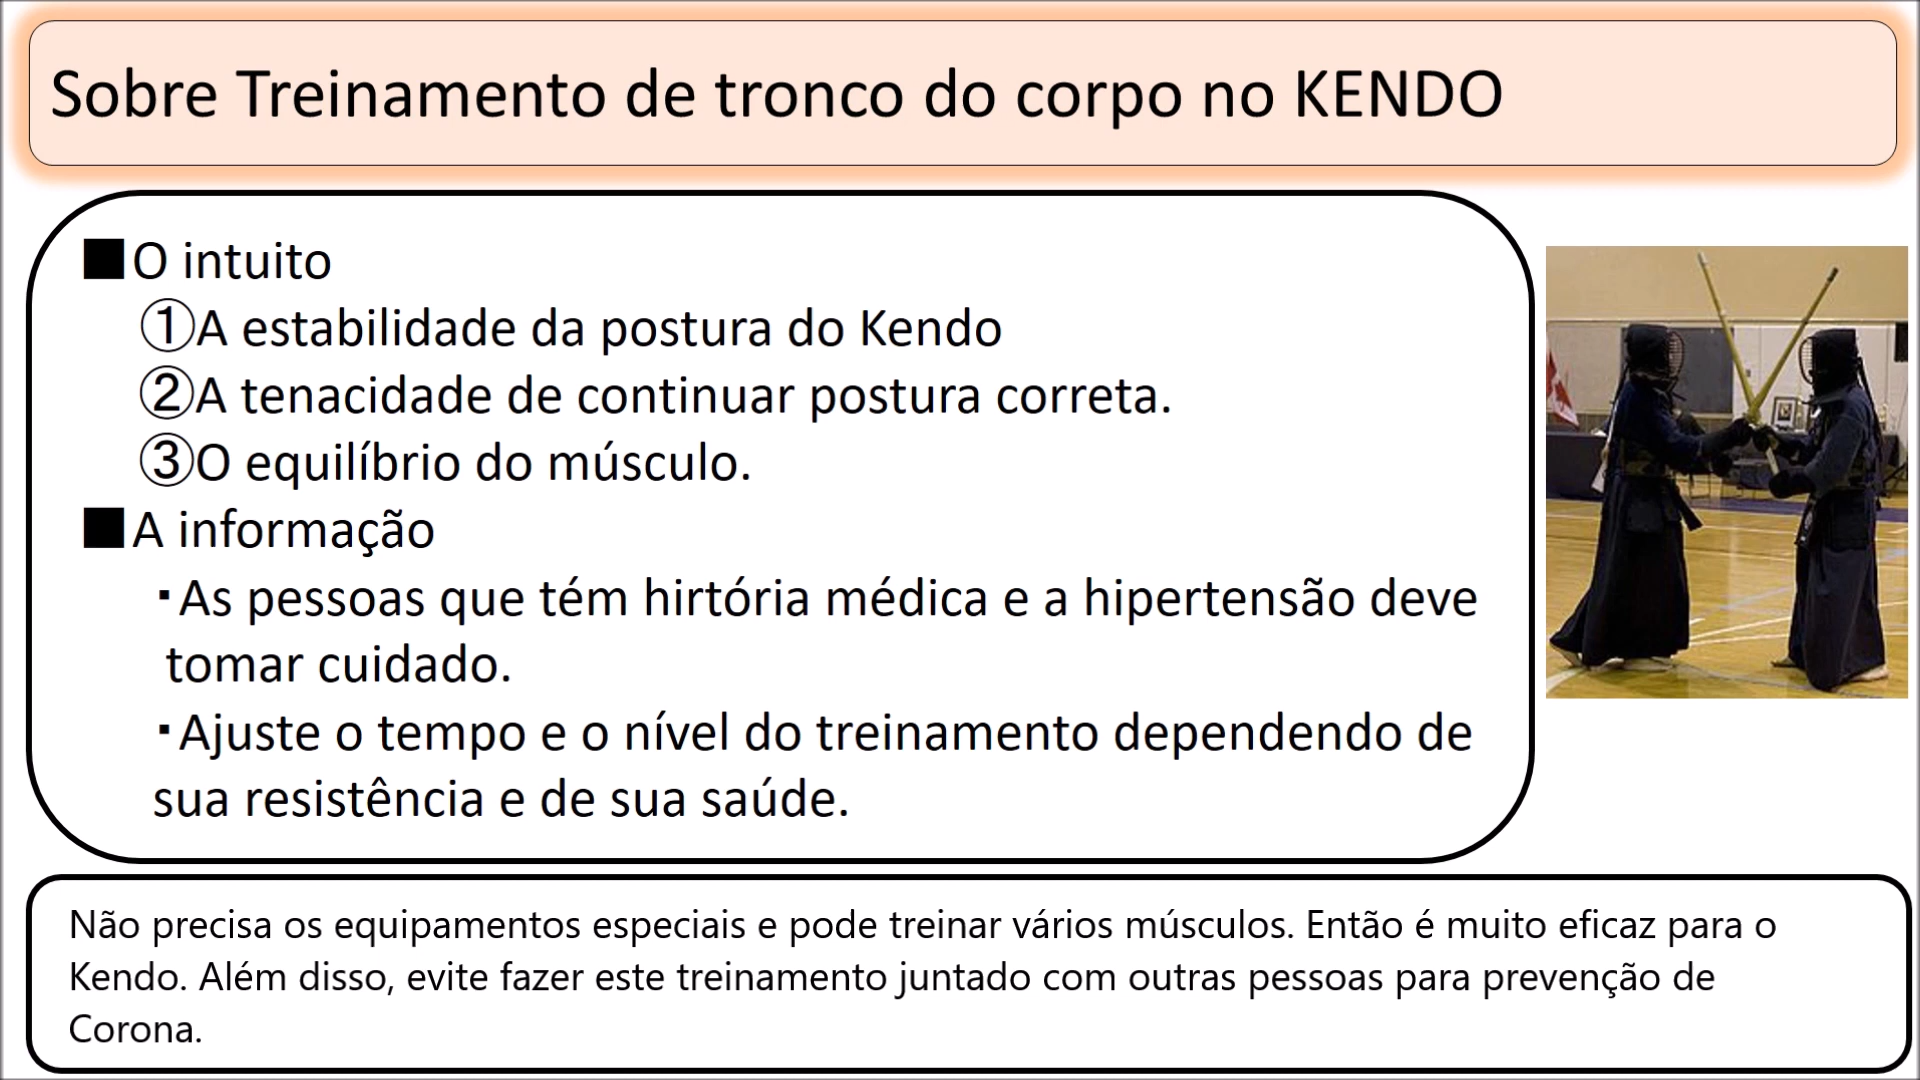 Sobre Treinamento de tronco do corpo no KENDO
■O intuito
①A estabilidade da postura do Kendo
②A tenacidade de continuar postura correta.
③O equilíbrio do músculo.
■A informação
・As pessoas que tém hirtória médica e a hipertensão deve
tomar cuidado.
・Ajuste o tempo e o nível do treinamento dependendo de
sua resistência e de sua saúde.
Não precisa os equipamentos especiais e pode treinar vários músculos. Então é muito eficaz para o
Kendo. Além disso, evite fazer este treinamento juntado com outras pessoas para prevenção de
Corona.